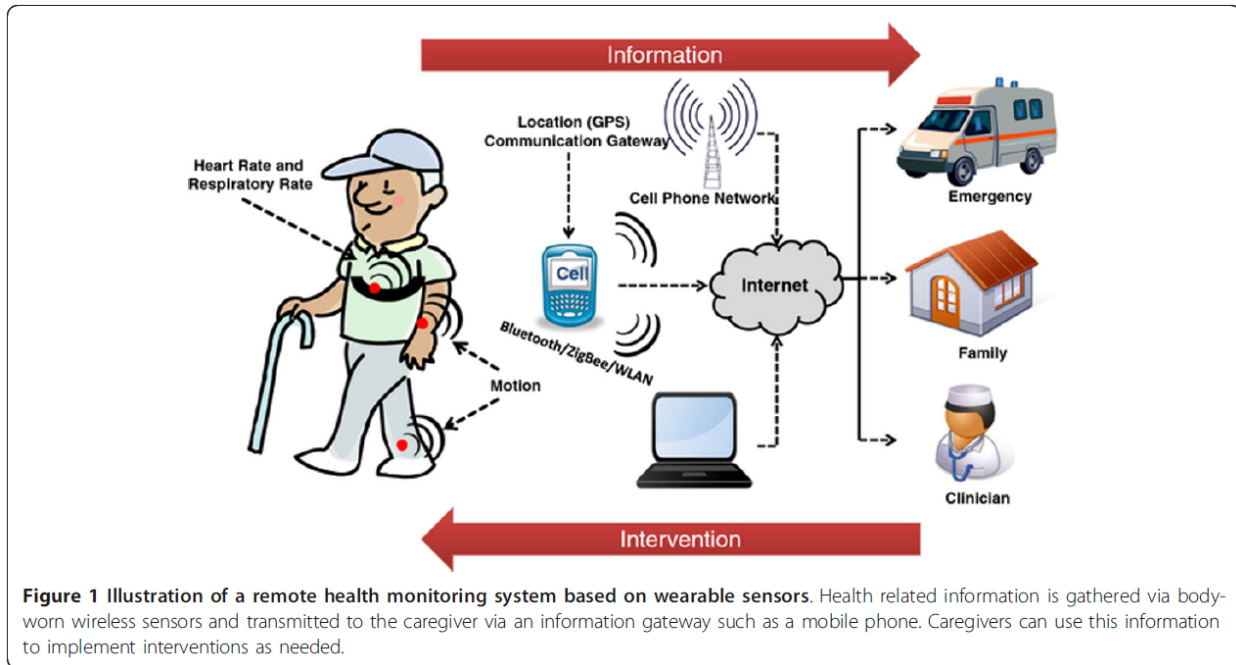 Information
Location (GPS)
Communication Gateway
Heart Rate and
Respiratory Rate
Cell Phone Network
Emergency
Cell
Internet
Bluetooth/ZigBee/WLAN
Family
Motion
Clinician
Intervention
Figure 1 Illustration of a remote health monitoring system based on wearable sensors. Health related information is gathered via body-
worn wireless sensors and transmitted to the caregiver via an information gateway such as a mobile phone. Caregivers can use this information
to implement interventions as needed.